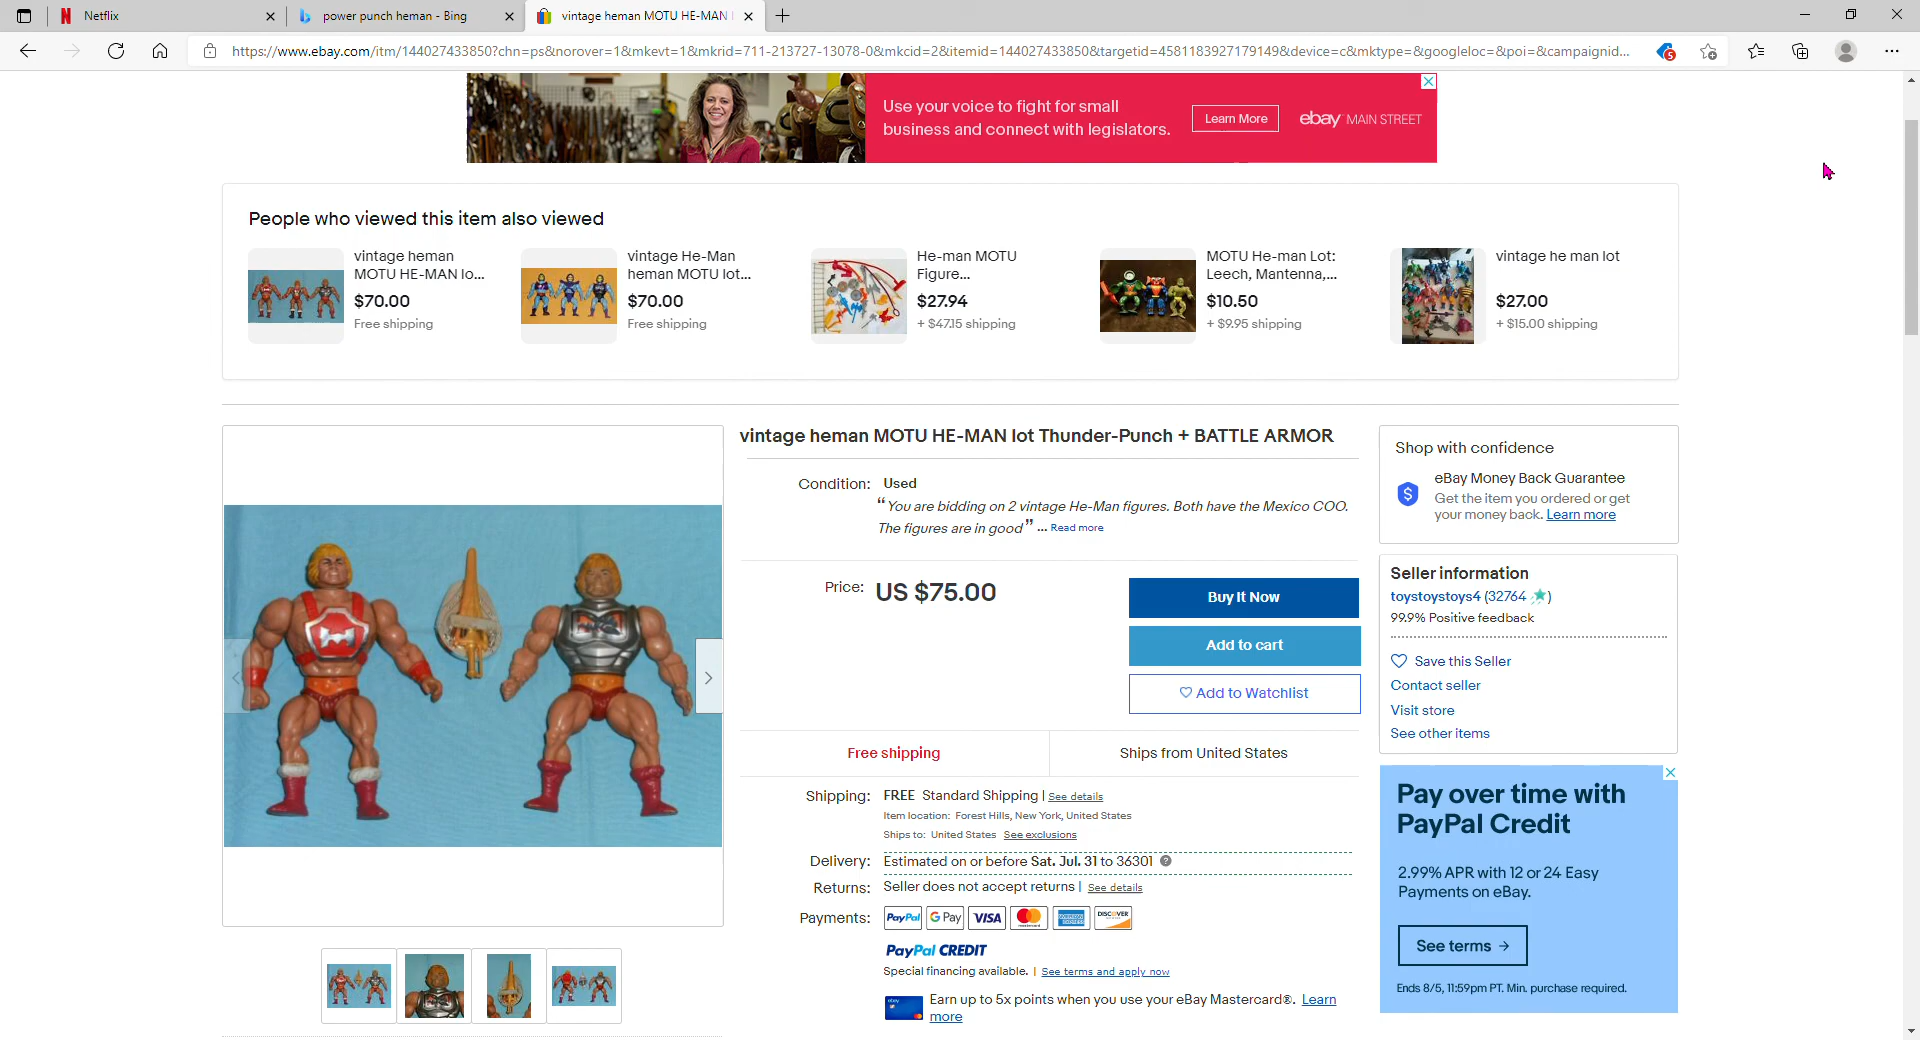 Netflix
power punch heman - Bing
vintage heman MOTU HE-MAN
https://www.ebay.com/itm/144027433850?chn=ps&norover=1&mkevt=1&mkrid=711-213727-13078-0&mkcid=2&itemid=144027433850&targetid=4581183927179149&device=c&mktype=&googleloc=&poi=&campaignid...
5
Use your voice to fight for small
business and connect with legislators.
Learn More
ebay MAIN STREET
People who viewed this item also viewed
vintage heman
MOTU HE-MAN lo...
$70.00
Free shipping
vintage He-Man
heman MOTU lot...
$70.00
Free shipping
He-man MOTU
Figure...
$27.94
+ $47.15 shipping
MOTU He-man Lot:
Leech, Mantenna,...
$10.50
+ $9.95 shipping
vintage he man lot
$27.00
+ $15.00 shipping
vintage heman MOTU HE-MAN lot Thunder-Punch + BATTLE ARMOR
Condition: Used
“You are bidding on 2 vintage He-Man figures. Both have the Mexico COO.
The figures are in good” ... Read more
Price: US $75.00
Buy It Now
Add to cart
Add to Watchlist
Free shipping
Ships from United States
Shipping: FREE Standard Shipping | See details
Item location: Forest Hills, New York, United States
Ships to: United States See exclusions
Delivery: Estimated on or before Sat. Jul. 31 to 36301 ?
Returns: Seller does not accept returns | See details
Payments: PayPal G Pay VISA mastercard AMERICAN EXPRESS DISCOVER
PayPal CREDIT
Special financing available. | See terms and apply now
ebay
Earn up to 5x points when you use your eBay Mastercard®. Learn
more
Shop with confidence
$
eBay Money Back Guarantee
Get the item you ordered or get
your money back. Learn more
Seller information
toystoystoys4 (32764)
99.9% Positive feedback
Save this Seller
Contact seller
Visit store
See other items
Pay over time with
PayPal Credit
2.99% APR with 12 or 24 Easy
Payments on eBay.
See terms →
Ends 8/5, 11:59pm PT. Min. purchase required.